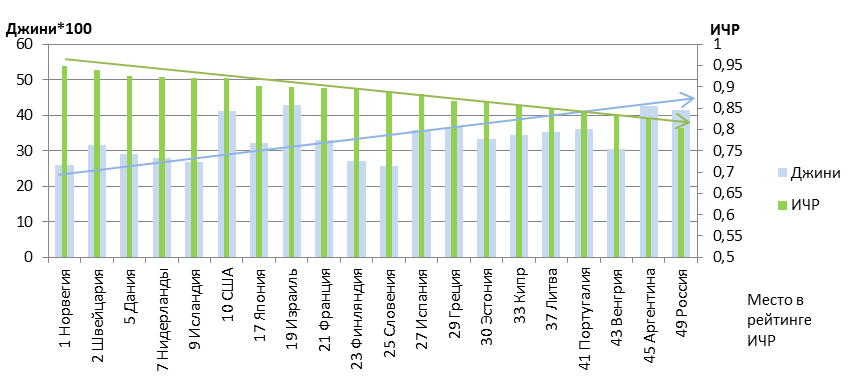 Джини*100
ИЧР
60
50
40
30
20
10
0
1
0,95
0,9
0,85
0,8
0,75
0,7
0,65
0,6
0,55
0,5
1 Норвегия
2 Швейцария
5 Дания
7 Нидерланды
9 Исландия
10 США
17 Япония
19 Израиль
21 Франция
23 Финляндия
25 Словения
27 Испания
29 Греция
30 Эстония
33 Кипр
37 Литва
41 Португалия
43 Венгрия
45 Аргентина
49 Россия
Джини
ИЧР
Место в
рейтинге
ИЧР